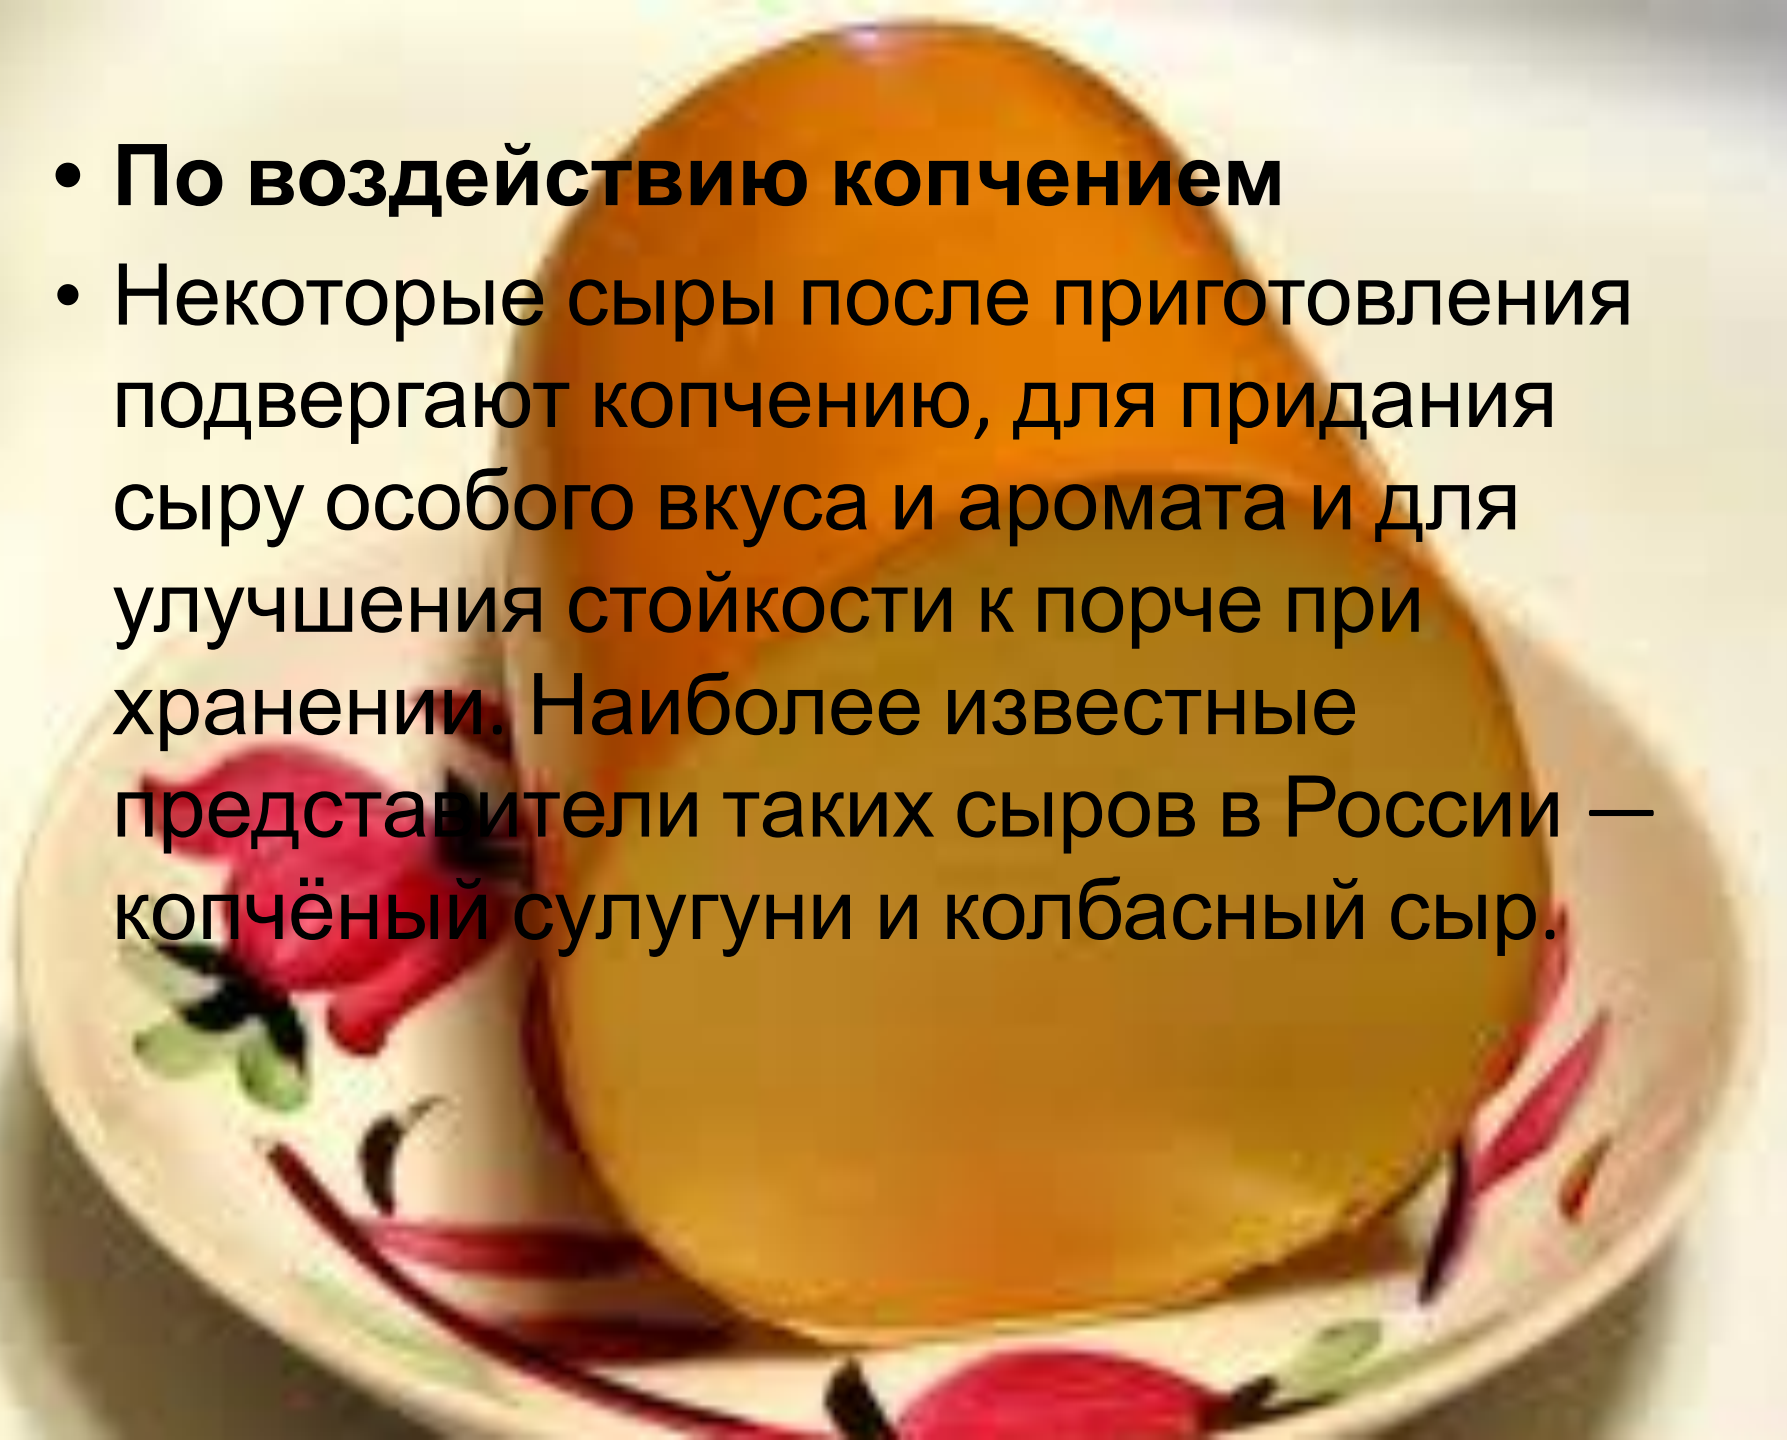 • По воздействию копчением
• Некоторые сыры после приготовления
подвергают копчению, для придания
сыру особого вкуса и аромата и для
улучшения стойкости к порче при
хранении. Наиболее известные
представители таких сыров в России —
копчёный сулугуни и колбасный сыр.